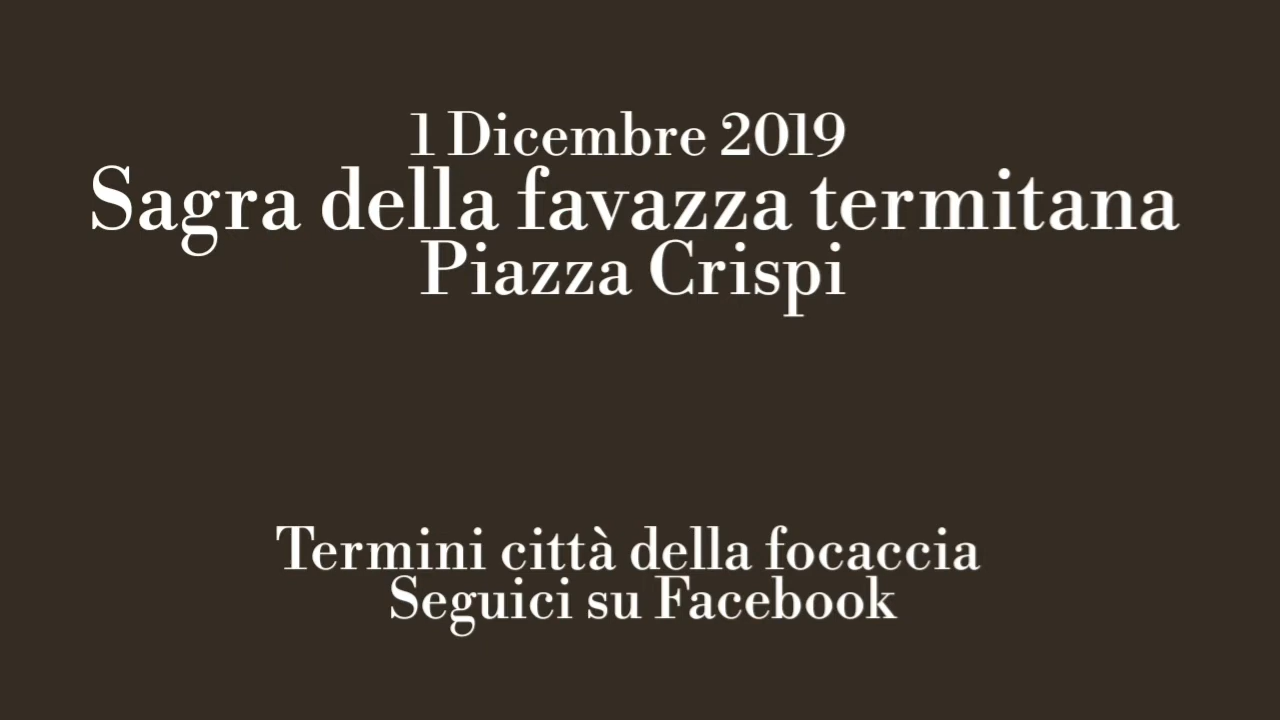 1 Dicembre 2019
Sagra della favazza termitana
Piazza Crispi
Termini città della focaccia
Seguici su Facebook